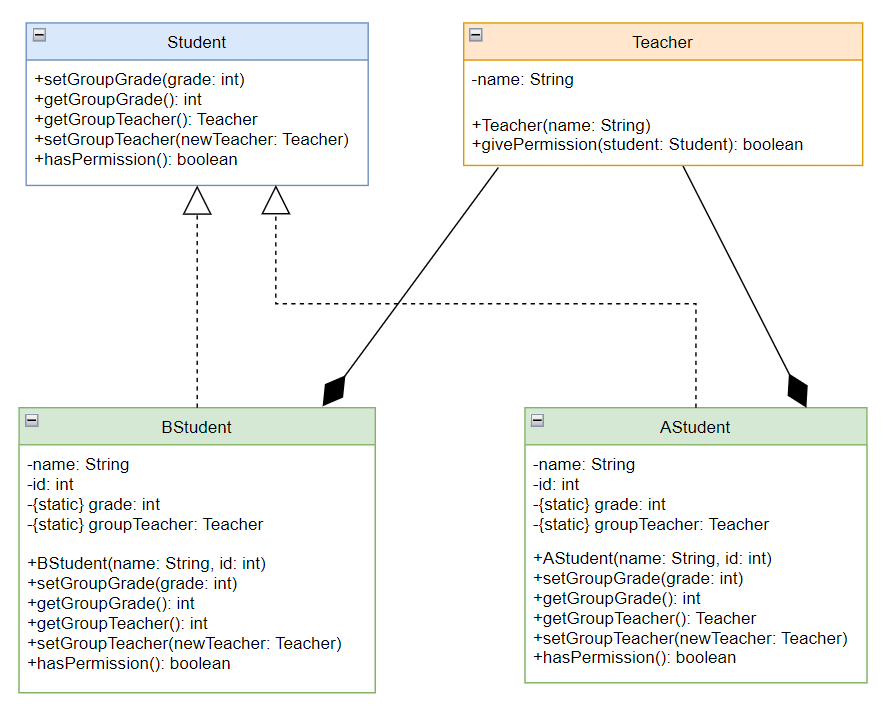 Student
+setGroupGrade(grade: int)
+getGroupGrade(): int
+getGroupTeacher(): Teacher
+setGroupTeacher(newTeacher: Teacher)
+hasPermission(): boolean
Teacher
-name: String
+Teacher(name: String)
+givePermission(student: Student): boolean
BStudent
-name: String
-id: int
-{static} grade: int
-{static} groupTeacher: Teacher
+BStudent(name: String, id: int)
+setGroupGrade(grade: int)
+getGroupGrade(): int
+getGroupTeacher(): int
+setGroupTeacher(newTeacher: Teacher)
+hasPermission(): boolean
AStudent
-name: String
-id: int
-{static} grade: int
-{static} groupTeacher: Teacher
+AStudent(name: String, id: int)
+setGroupGrade(grade: int)
+getGroupGrade(): int
+getGroupTeacher(): Teacher
+setGroupTeacher(newTeacher: Teacher)
+hasPermission(): boolean